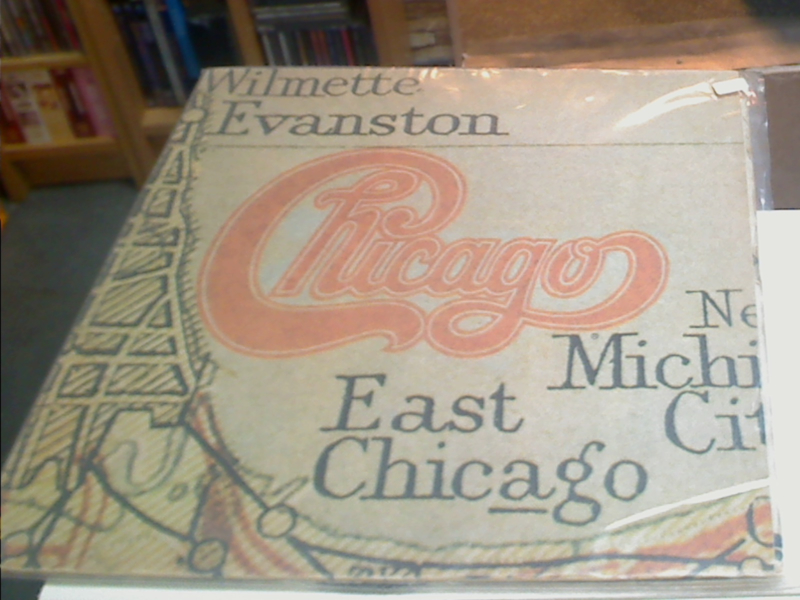 Wilmette
Evanston
Chicago
Ne
Michi
Cit
East
Chicago